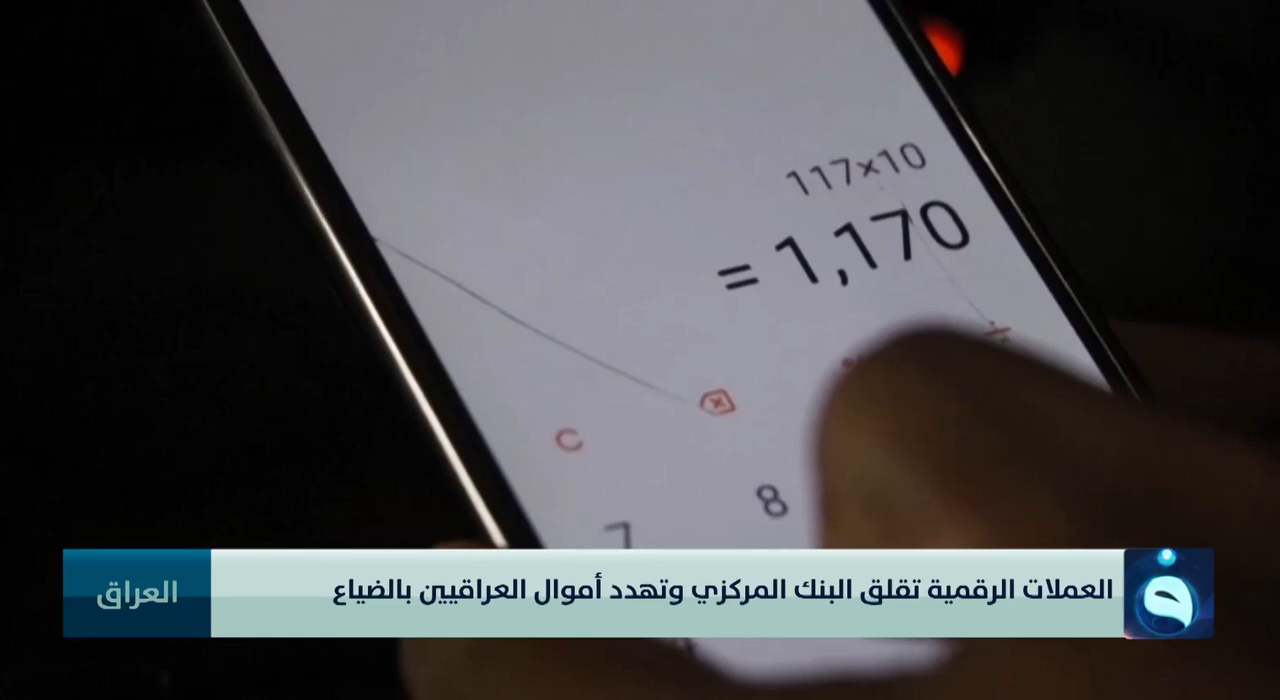 117×10
= 1,170
÷
%
C
8
7
العملات الرقمية تقلق البنك المركزي وتهدد أموال العراقيين بالضياع
العراق